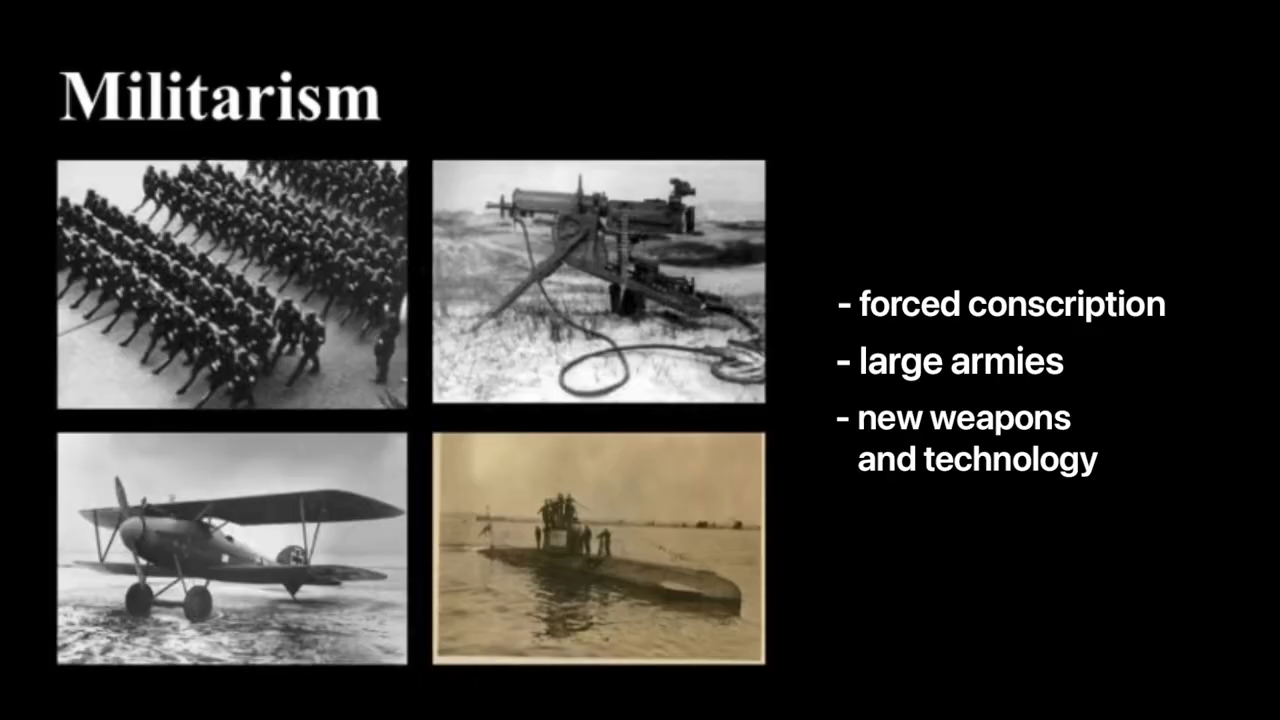 Militarism
- forced conscription
- large armies
- new weapons
and technology